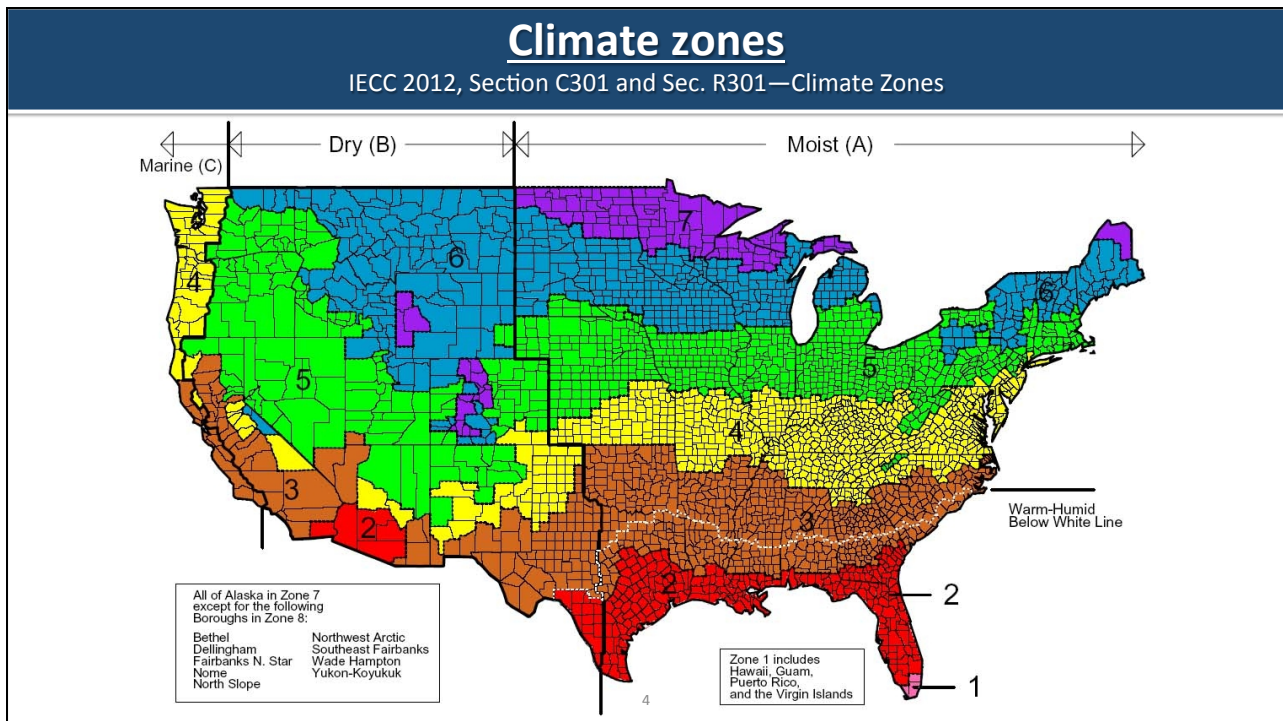 Climate zones
IECC 2012, Section C301 and Sec. R301—Climate Zones
Marine (C)
Dry (B)
Moist (A)
7
6
4
6
5
5
4
3
3
2
2
Warm-Humid
Below White Line
2
1
All of Alaska in Zone 7
except for the following
Boroughs in Zone 8:
Bethel
Dellingham
Fairbanks N. Star
Nome
North Slope
Northwest Arctic
Southeast Fairbanks
Wade Hampton
Yukon-Koyukuk
Zone 1 includes
Hawaii, Guam,
Puerto Rico,
and the Virgin Islands
4